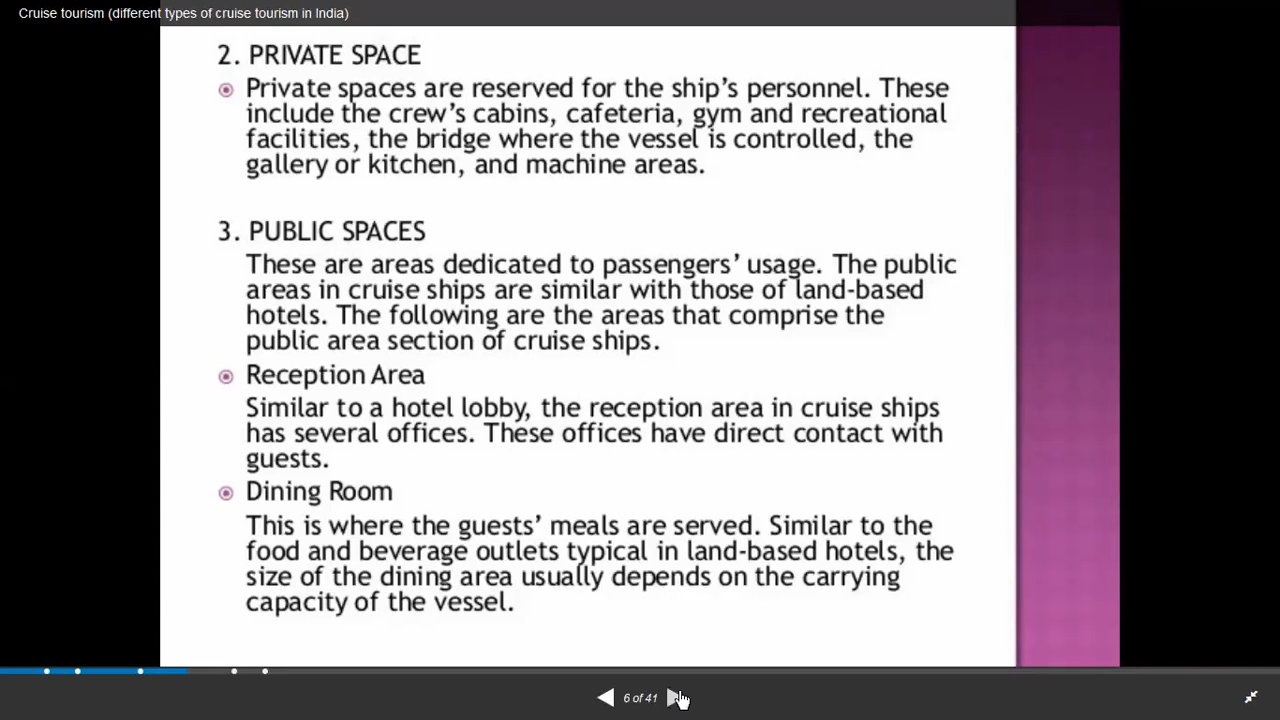 Cruise tourism (different types of cruise tourism in India)
2. PRIVATE SPACE
Private spaces are reserved for the ship's personnel. These
include the crew's cabins, cafeteria, gym and recreational
facilities, the bridge where the vessel is controlled, the
gallery or kitchen, and machine areas.
3. PUBLIC SPACES
These are areas dedicated to passengers' usage. The public
areas in cruise ships are similar with those of land-based
hotels. The following are the areas that comprise the
public area section of cruise ships.
Reception Area
Similar to a hotel lobby, the reception area in cruise ships
has several offices. These offices have direct contact with
guests.
Dining Room
This is where the guests' meals are served. Similar to the
food and beverage outlets typical in land-based hotels, the
size of the dining area usually depends on the carrying
capacity of the vessel.
6 of 41